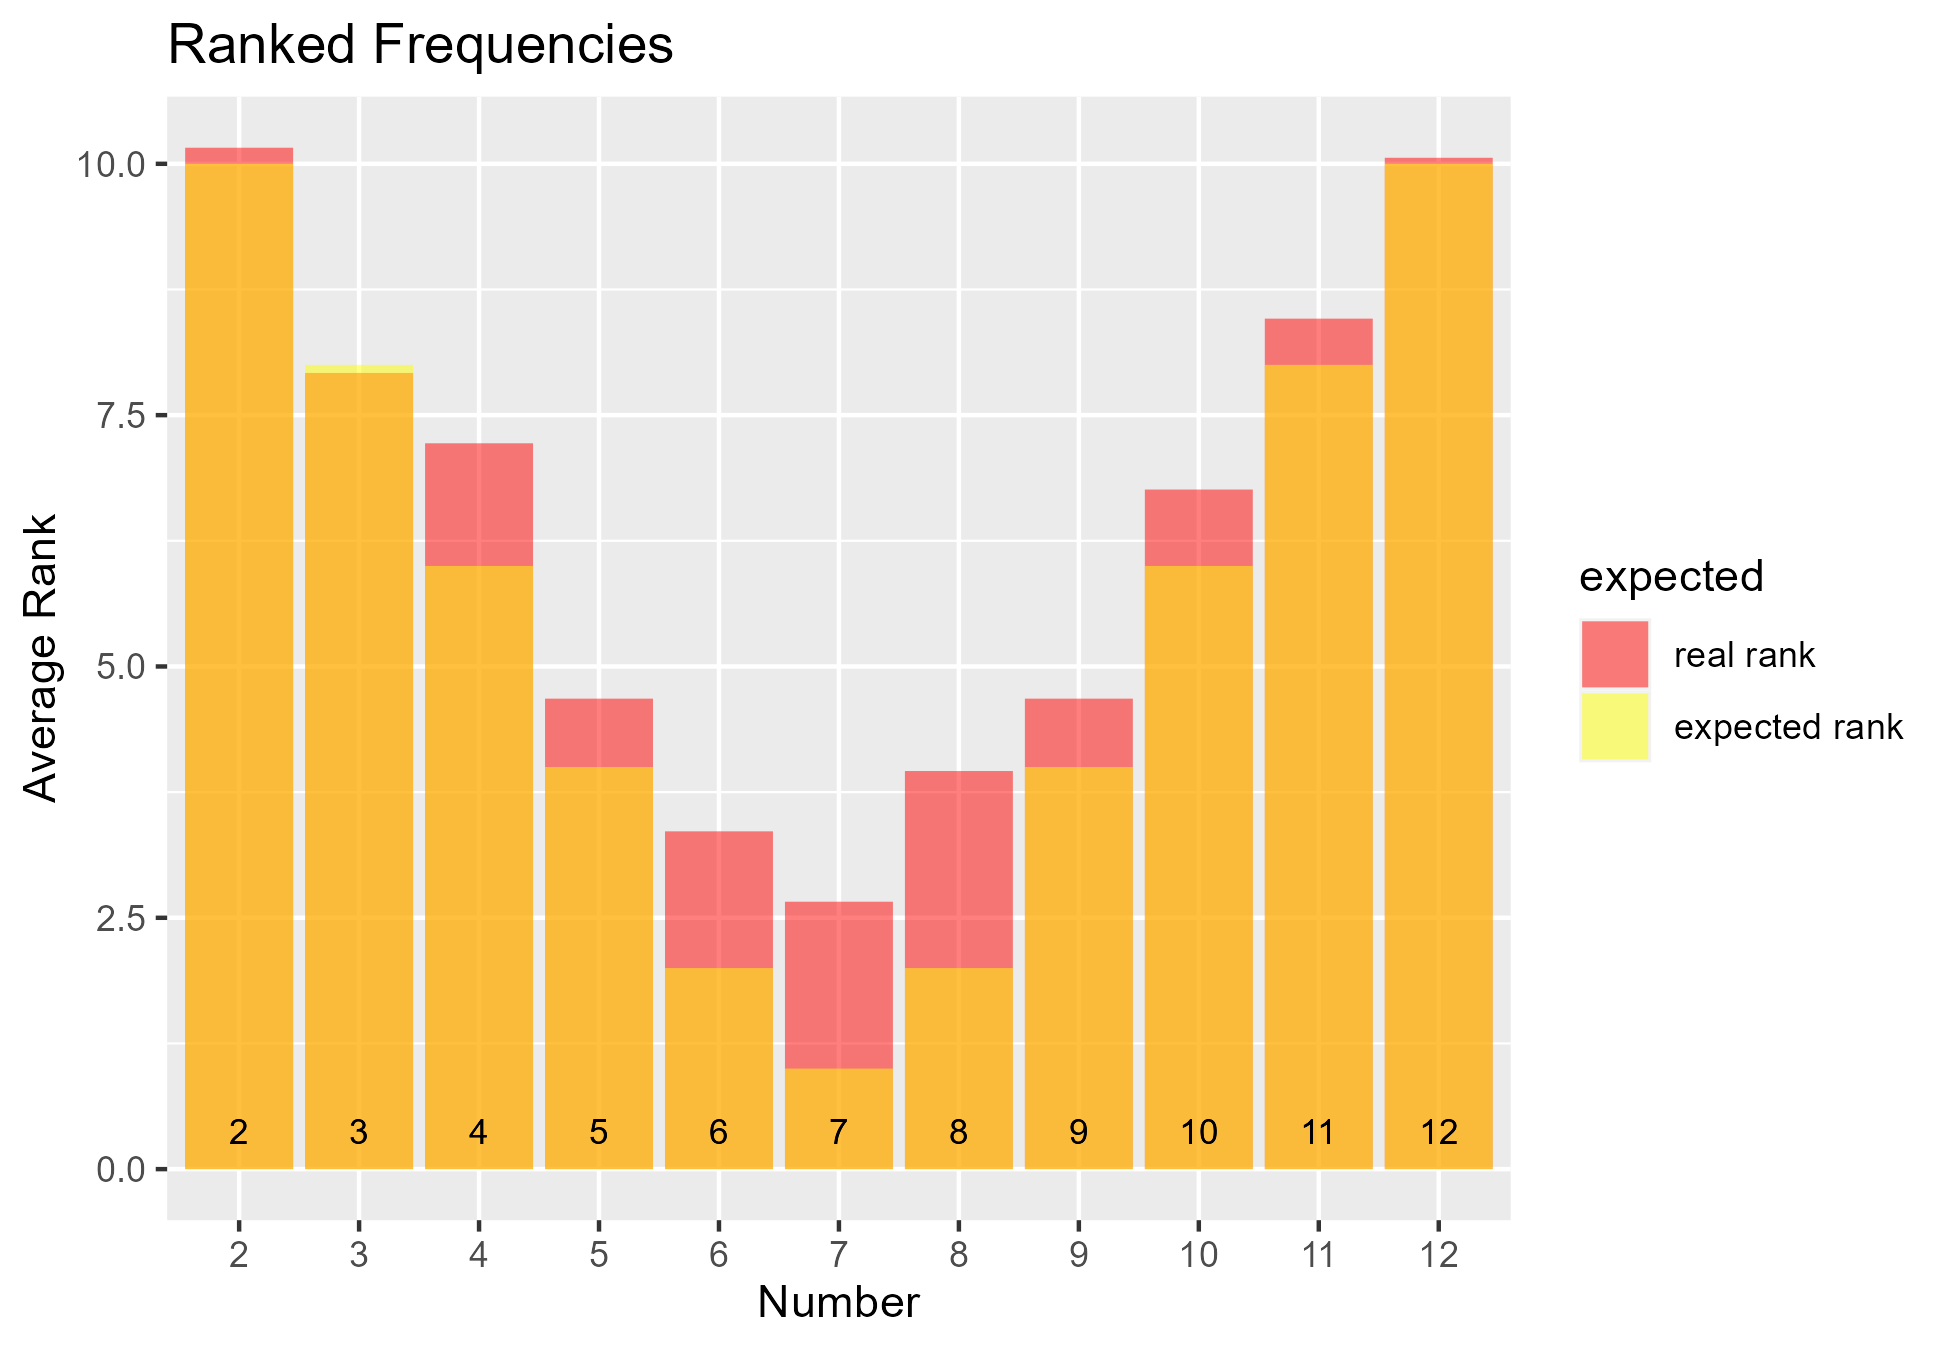 Ranked Frequencies
10.0
7.5
5.0
2.5
0.0
Average Rank
2 3 4 5 6 7 8 9 10 11 12
2 3 4 5 6 7 8 9 10 11 12
Number
expected
real rank
expected rank